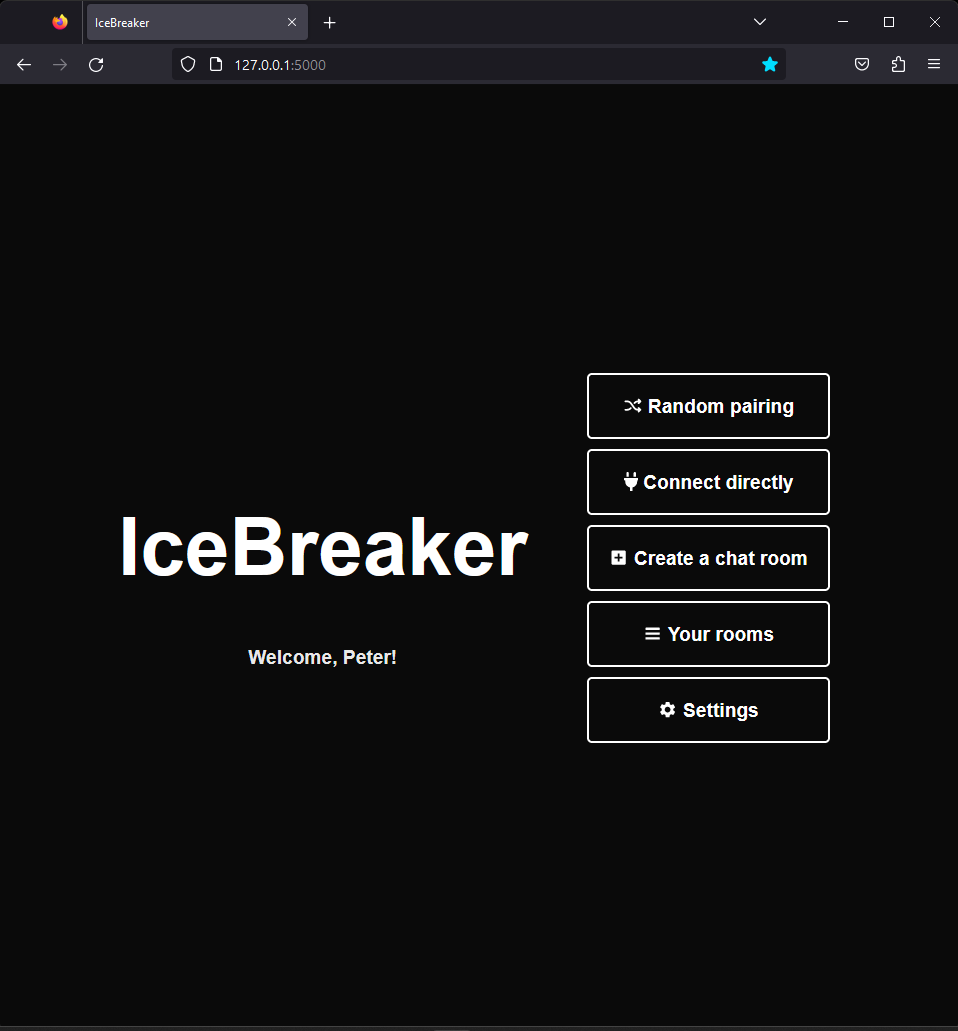 IceBreaker
127.0.0.1:5000
Random pairing
Connect directly
Create a chat room
IceBreaker
Your rooms
Welcome, Peter!
Settings